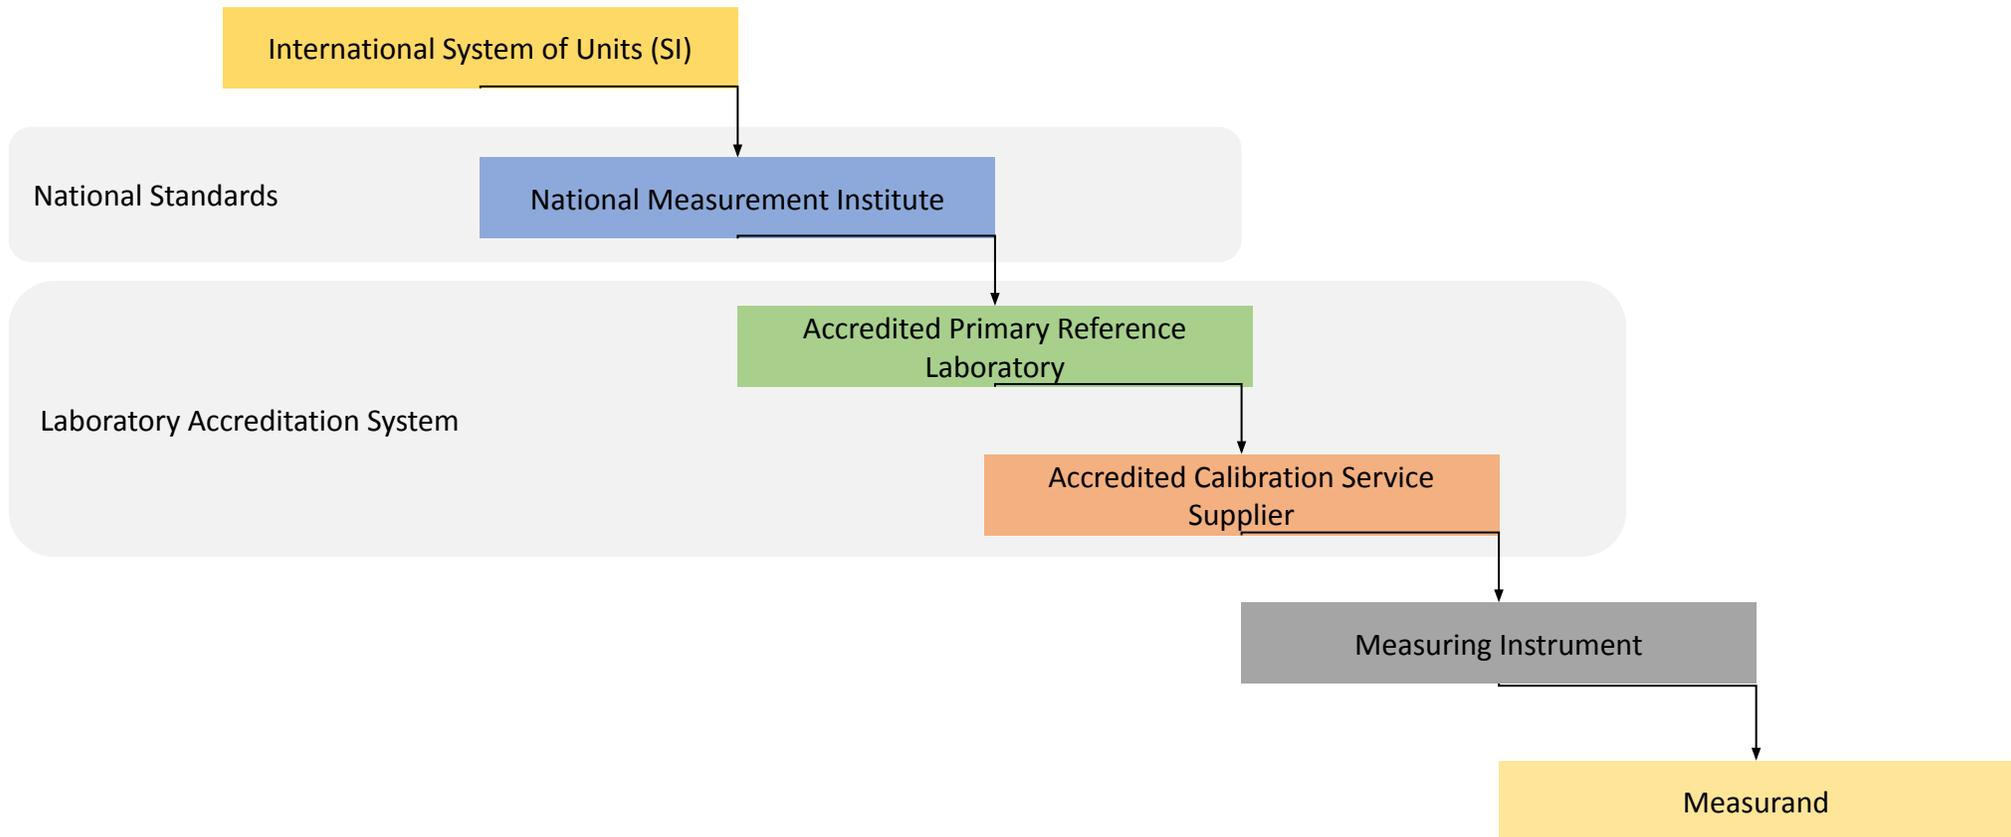 International System of Units (SI)
National Standards
National Measurement Institute
Accredited Primary Reference
Laboratory
Laboratory Accreditation System
Accredited Calibration Service
Supplier
Measuring Instrument
Measurand